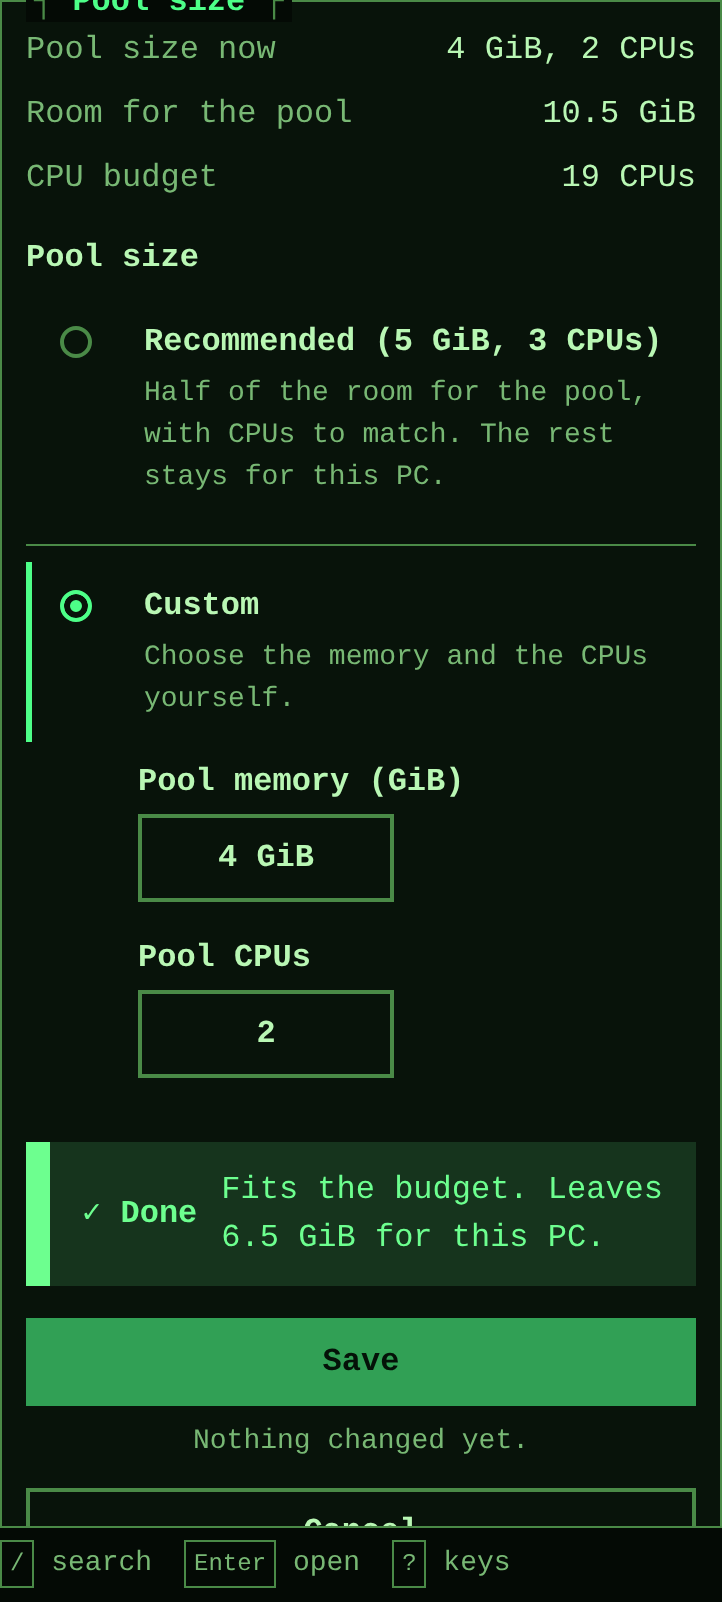 Pool size
Pool size now 4 GiB, 2 CPUs
Room for the pool 10.5 GiB
CPU budget 19 CPUs
Pool size
Recommended (5 GiB, 3 CPUs)
Half of the room for the pool,
with CPUs to match. The rest
stays for this PC.
Custom
Choose the memory and the CPUs
yourself.
Pool memory (GiB)
4 GiB
Pool CPUs
2
✓ Done Fits the budget. Leaves
6.5 GiB for this PC.
Save
Nothing changed yet.
Cancel
/ search Enter open ? keys